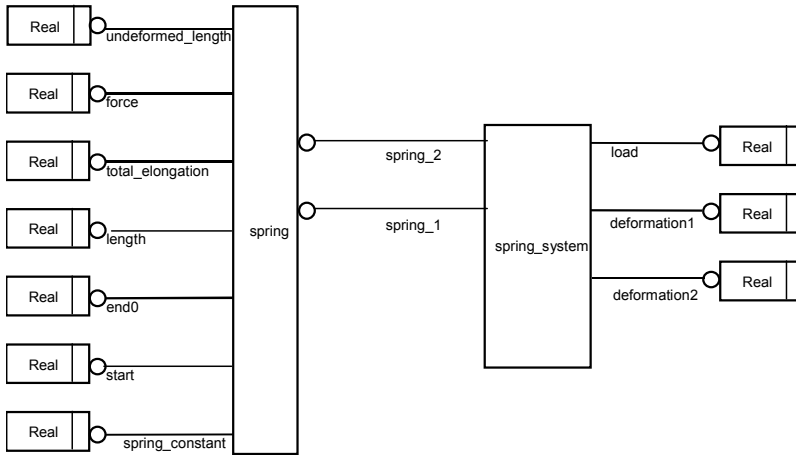 Real
undeformed_length
Real
force
Real
total_elongation
Real
length
Real
end0
Real
start
Real
spring_constant
spring
spring_2
spring_1
spring_system
load
Real
deformation1
Real
deformation2
Real